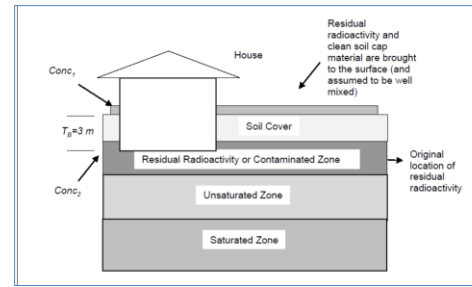 House
Residual
radioactivity and
clean soil cap
material are brought
to the surface (and
assumed to be well
mixed)
Conc₁
T_B=3 m
Soil Cover
Residual Radioactivity or Contaminated Zone
Original
location of
residual
radioactivity
Conc₂
Unsaturated Zone
Saturated Zone